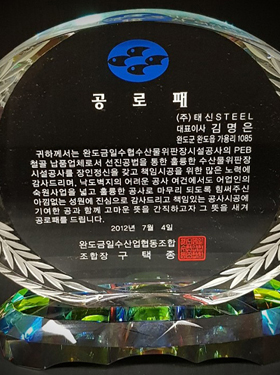 공로패
(주)태신STEEL
대표이사 김명은
완도군 완도읍 가용리 1085
귀하께서는 완도금일수협수산물위판장시설공사의 PEB
철골 납품업체로서 선진공법을 통한 훌륭한 수산물위판장
시설공사를 장인정신을 갖고 책임시공을 위한 많은 노력에
감사드리며, 낙도벽지의 어려운 공사 여건에서도 어업인의
숙원사업을 넓고 훌륭한 공사로 마무리 되도록 힘써주신
아낌없는 성원에 진심으로 감사드리고 책임있는 공사시공에
기여한 공과 함께 고마운 뜻을 간직하고자 그 뜻을 새겨
공로패를 드립니다.
2012년 7월 4일
완도금일수산업협동조합
조합장 구택종